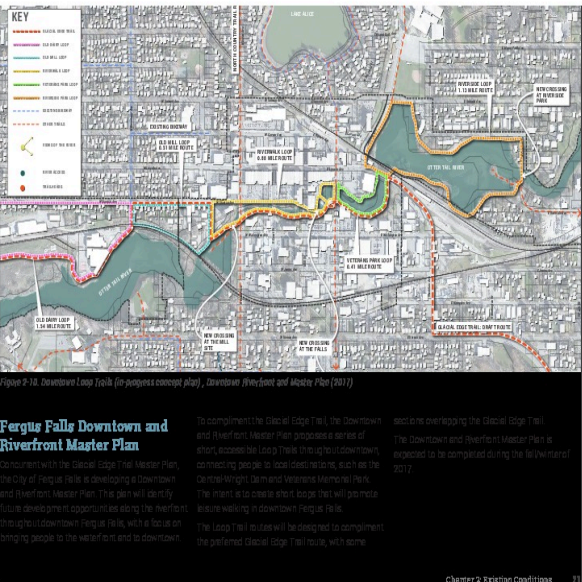 KEY
GLACIAL EDGE TRAIL
OLD DAIRY LOOP
OLD MILL LOOP
RIVERWALK LOOP
VETERANS PARK LOOP
RIVERSIDE LOOP
EXISTING BIKEWAY
RIVER ACCESS
LAKE ALICE
NORTH COUNTRY TRAIL
RIVERSIDE LOOP
1.13 MILE ROUTE
NEW CROSSING
AT RIVERSIDE
PARK
EXISTING BIKEWAY
OLD MILL LOOP
0.51 MILE ROUTE
RIVERWALK LOOP
0.88 MILE ROUTE
OTTER TAIL RIVER
VETERANS PARK LOOP
0.41 MILE ROUTE
OTTER TAIL RIVER
OLD DAIRY LOOP
1.54 MILE ROUTE
NEW CROSSING
AT THE MILL
SITE
NEW CROSSING
AT THE FALLS
GLACIAL EDGE TRAIL: DRAFT ROUTE
Figure 2-10. Downtown Loop Trails (in-progress concept plan) , Downtown Riverfront and Master Plan (2017)
Fergus Falls Downtown and
Riverfront Master Plan
Concurrent with the Glacial Edge Trial Master Plan,
the City of Fergus Falls is developing a Downtown
and Riverfront Master Plan. This plan will identify
future development opportunities along the riverfront
throughout downtown Fergus Falls, with a focus on
bringing people to the waterfront and to downtown.
To compliment the Glacial Edge Trail, the Downtown
and Riverfront Master Plan proposes a series of
short, accessible Loop Trails throughout downtown,
connecting people to local destinations, such as the
Central-Wright Dam and Veterans Memorial Park.
The intent is to create short loops that will promote
leisure walking in downtown Fergus Falls.
The Loop Trail routes will be designed to compliment
the preferred Glacial Edge Trail route, with some
sections overlapping the Glacial Edge Trail.
The Downtown and Riverfront Master Plan is
expected to be completed during the fall/winter of
2017.
Chapter 2: Existing Conditions